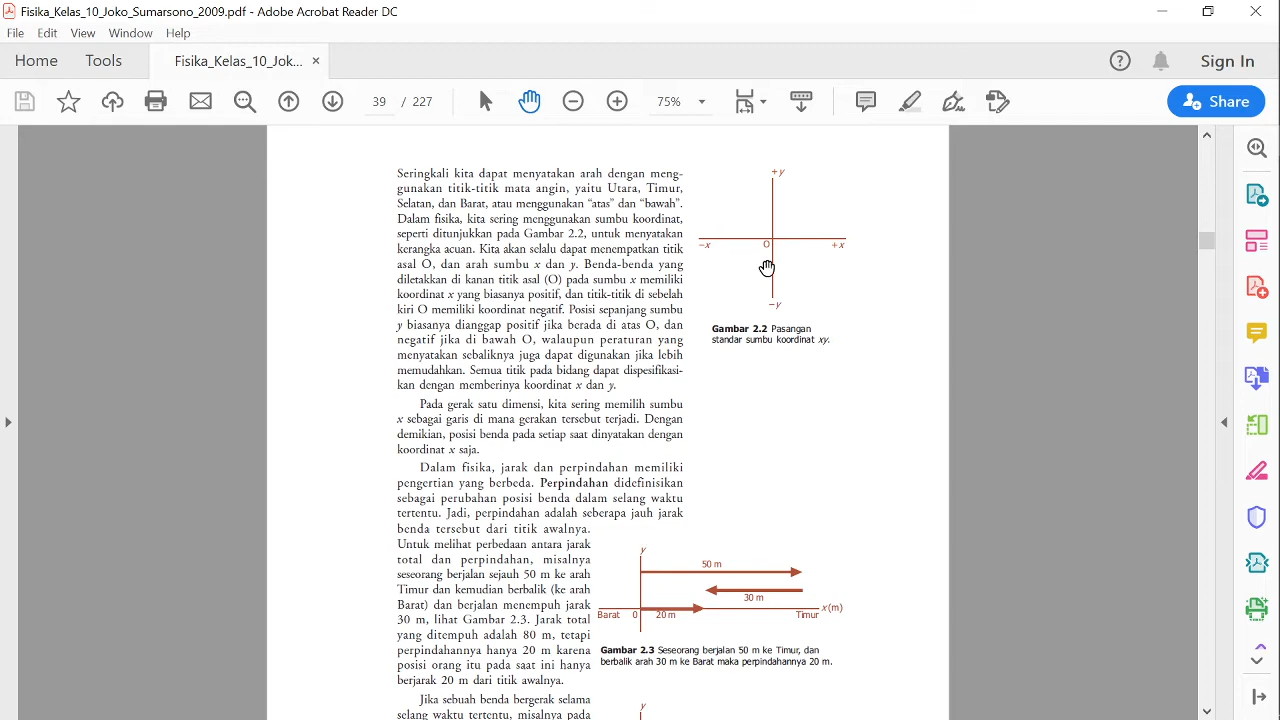 Fisika_Kelas_10_Joko_Sumarsono_2009.pdf - Adobe Acrobat Reader DC
File Edit View Window Help
Home Tools Fisika_Kelas_10_Jok... × Sign In
39 / 227 75% Share
Seringkali kita dapat menyatakan arah dengan meng-
gunakan titik-titik mata angin, yaitu Utara, Timur,
Selatan, dan Barat, atau menggunakan “atas” dan “bawah”.
Dalam fisika, kita sering menggunakan sumbu koordinat,
seperti ditunjukkan pada Gambar 2.2, untuk menyatakan
kerangka acuan. Kita akan selalu dapat menempatkan titik
asal O, dan arah sumbu x dan y. Benda-benda yang
diletakkan di kanan titik asal (O) pada sumbu x memiliki
koordinat x yang biasanya positif, dan titik-titik di sebelah
kiri O memiliki koordinat negatif. Posisi sepanjang sumbu
y biasanya dianggap positif jika berada di atas O, dan
negatif jika di bawah O, walaupun peraturan yang
menyatakan sebaliknya juga dapat digunakan jika lebih
memudahkan. Semua titik pada bidang dapat dispesifikasi-
kan dengan memberinya koordinat x dan y.
+y
−x O +x
−y
Gambar 2.2 Pasangan
standar sumbu koordinat xy.
Pada gerak satu dimensi, kita sering memilih sumbu
x sebagai garis di mana gerakan tersebut terjadi. Dengan
demikian, posisi benda pada setiap saat dinyatakan dengan
koordinat x saja.
Dalam fisika, jarak dan perpindahan memiliki
pengertian yang berbeda. Perpindahan didefinisikan
sebagai perubahan posisi benda dalam selang waktu
tertentu. Jadi, perpindahan adalah seberapa jauh jarak
benda tersebut dari titik awalnya.
Untuk melihat perbedaan antara jarak
total dan perpindahan, misalnya
seseorang berjalan sejauh 50 m ke arah
Timur dan kemudian berbalik (ke arah
Barat) dan berjalan menempuh jarak
30 m, lihat Gambar 2.3. Jarak total
yang ditempuh adalah 80 m, tetapi
perpindahannya hanya 20 m karena
posisi orang itu pada saat ini hanya
berjarak 20 m dari titik awalnya.
y
50 m
30 m
x (m)
Barat 0 20 m Timur
Gambar 2.3 Seseorang berjalan 50 m ke Timur, dan
berbalik arah 30 m ke Barat maka perpindahannya 20 m.
Jika sebuah benda bergerak selama
selang waktu tertentu, misalnya pada
y